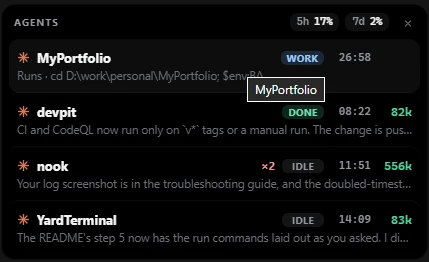 AGENTS 5h 17% 7d 2% ×
MyPortfolio WORK 26:58
Runs · cd D:\work\personal\MyPortfolio; $env:BA
MyPortfolio
devpit DONE 08:22 82k
CI and CodeQL now run only on `v*` tags or a manual run. The change is pus...
nook ×2 IDLE 11:51 556k
Your log screenshot is in the troubleshooting guide, and the doubled-timest...
YardTerminal IDLE 14:09 83k
The README's step 5 now has the run commands laid out as you asked. I di...